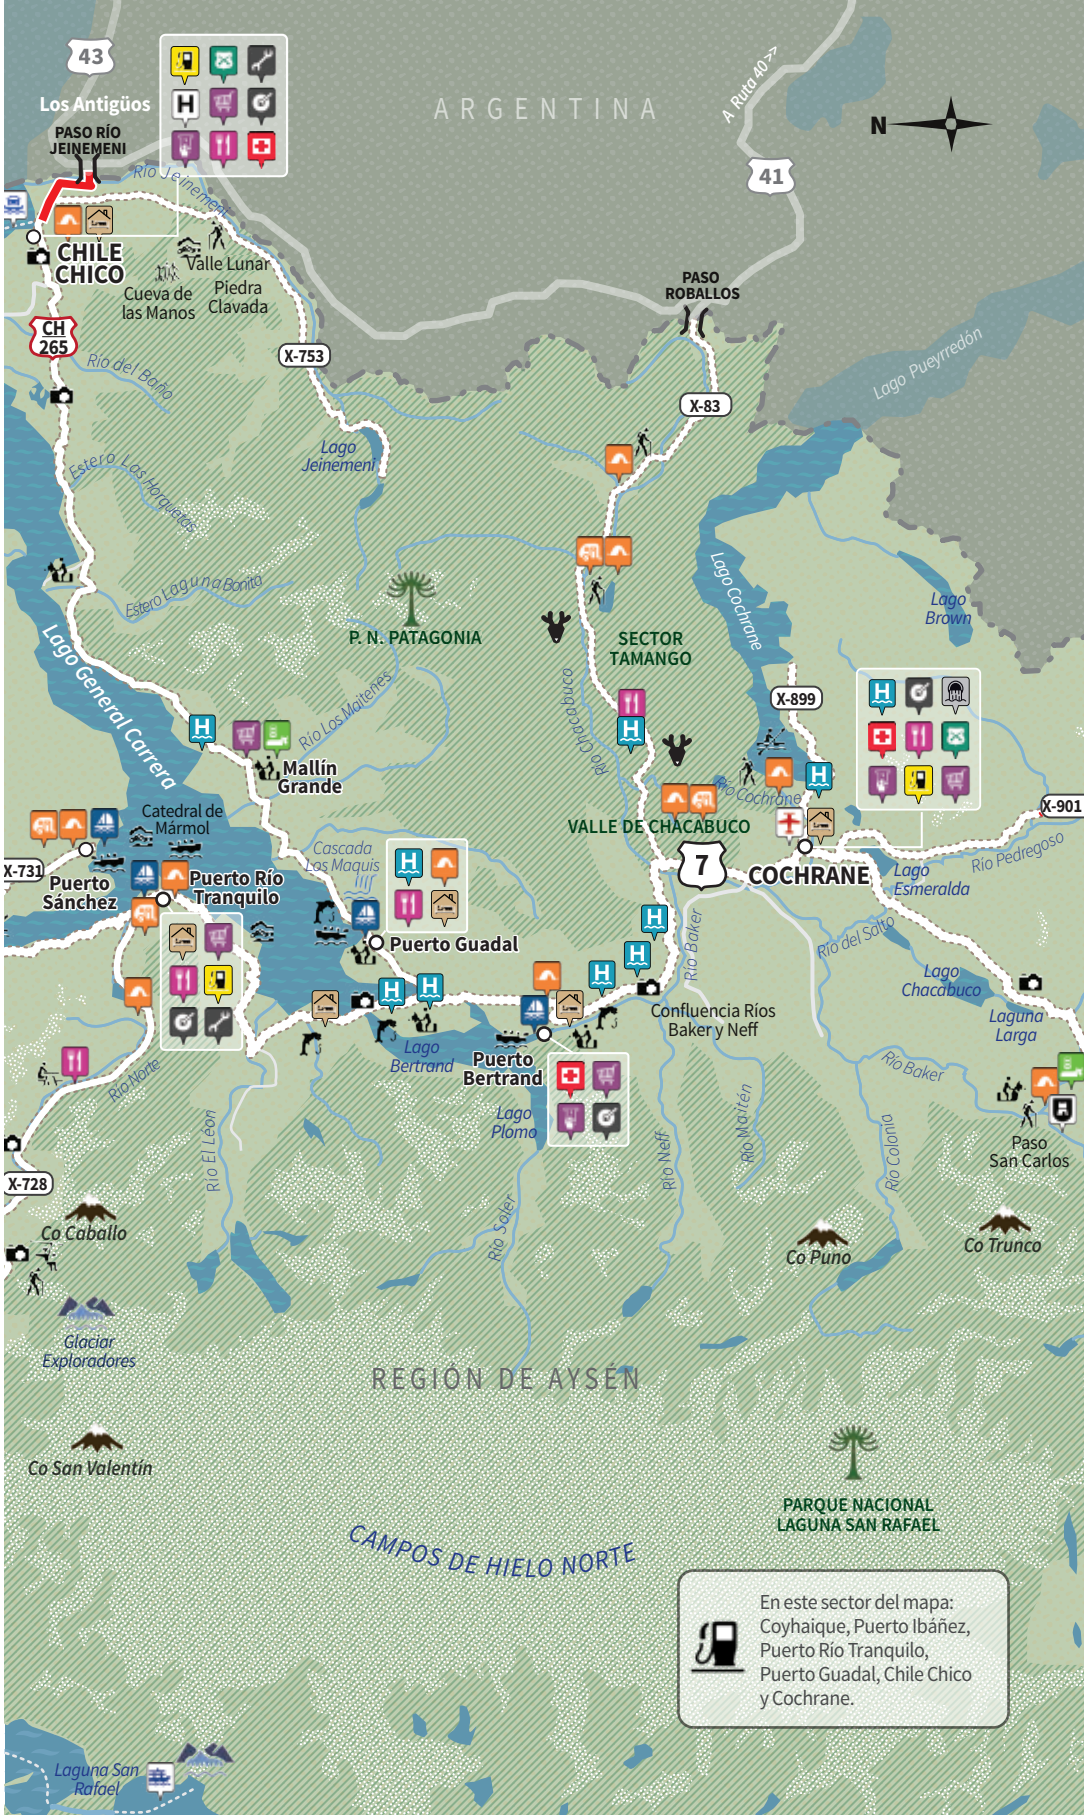 43
Los Antigüos
PASO RÍO
JEINEMENI
ARGENTINA
A Ruta 40 >>
N
41
Río Jeinemeni
H
CHILE
CHICO
Valle Lunar
Cueva de
las Manos
Piedra
Clavada
PASO
ROBALLOS
CH
265
X-753
Río del Baño
Lago Pueyrredón
X-83
Lago
Jeinemeni
Estero Las Horquetas
Estero Laguna Bonita
P. N. PATAGONIA
Lago Cochrane
Lago
Brown
SECTOR
TAMANGO
Lago General Carrera
Río Los Maitenes
Río Chacabuco
X-899
H
H
H
H
Mallín
Grande
Río Cochrane
X-901
Catedral de
Mármol
VALLE DE CHACABUCO
Cascada
Los Maquis
Río Pedregoso
X-731
Puerto
Sánchez
Puerto Río
Tranquilo
H
7
COCHRANE
Lago
Esmeralda
Puerto Guadal
H
Río Baker
Río del Salto
H
H
H
H
Lago
Chacabuco
Confluencia Ríos
Baker y Neff
Laguna
Larga
Lago
Bertrand
Puerto
Bertrand
Río Baker
Río Norte
Lago
Plomo
Río El Léon
Río Neff
Río Maitén
Río Colonia
Paso
San Carlos
X-728
Co Caballo
Río Soler
Co Puno
Co Trunco
Glaciar
Exploradores
REGIÓN DE AYSÉN
Co San Valentín
PARQUE NACIONAL
LAGUNA SAN RAFAEL
CAMPOS DE HIELO NORTE
En este sector del mapa:
Coyhaique, Puerto Ibáñez,
Puerto Río Tranquilo,
Puerto Guadal, Chile Chico
y Cochrane.
Laguna San
Rafael